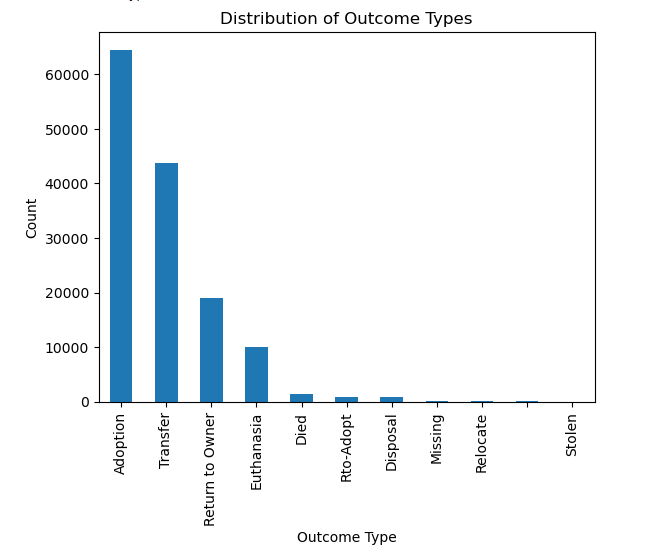 Distribution of Outcome Types
60000
50000
40000
30000
20000
10000
0
Count
Adoption
Transfer
Return to Owner
Euthanasia
Died
Rto-Adopt
Disposal
Missing
Relocate
Stolen
Outcome Type